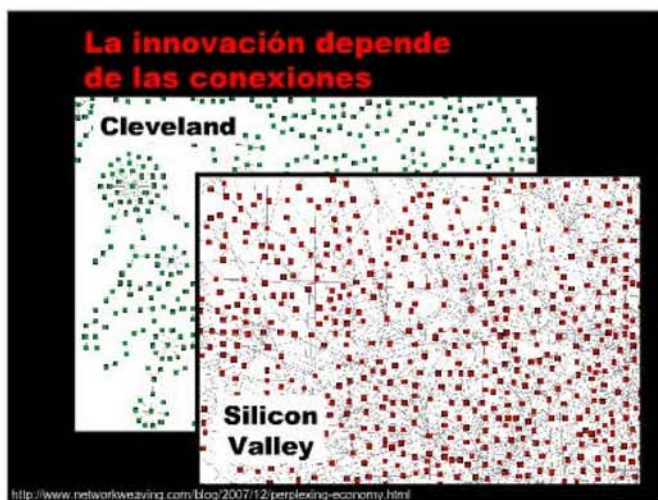 La innovación depende
de las conexiones
Cleveland
Silicon
Valley
http://www.networkweaving.com/blog/2007/12/perplexing-economy.html